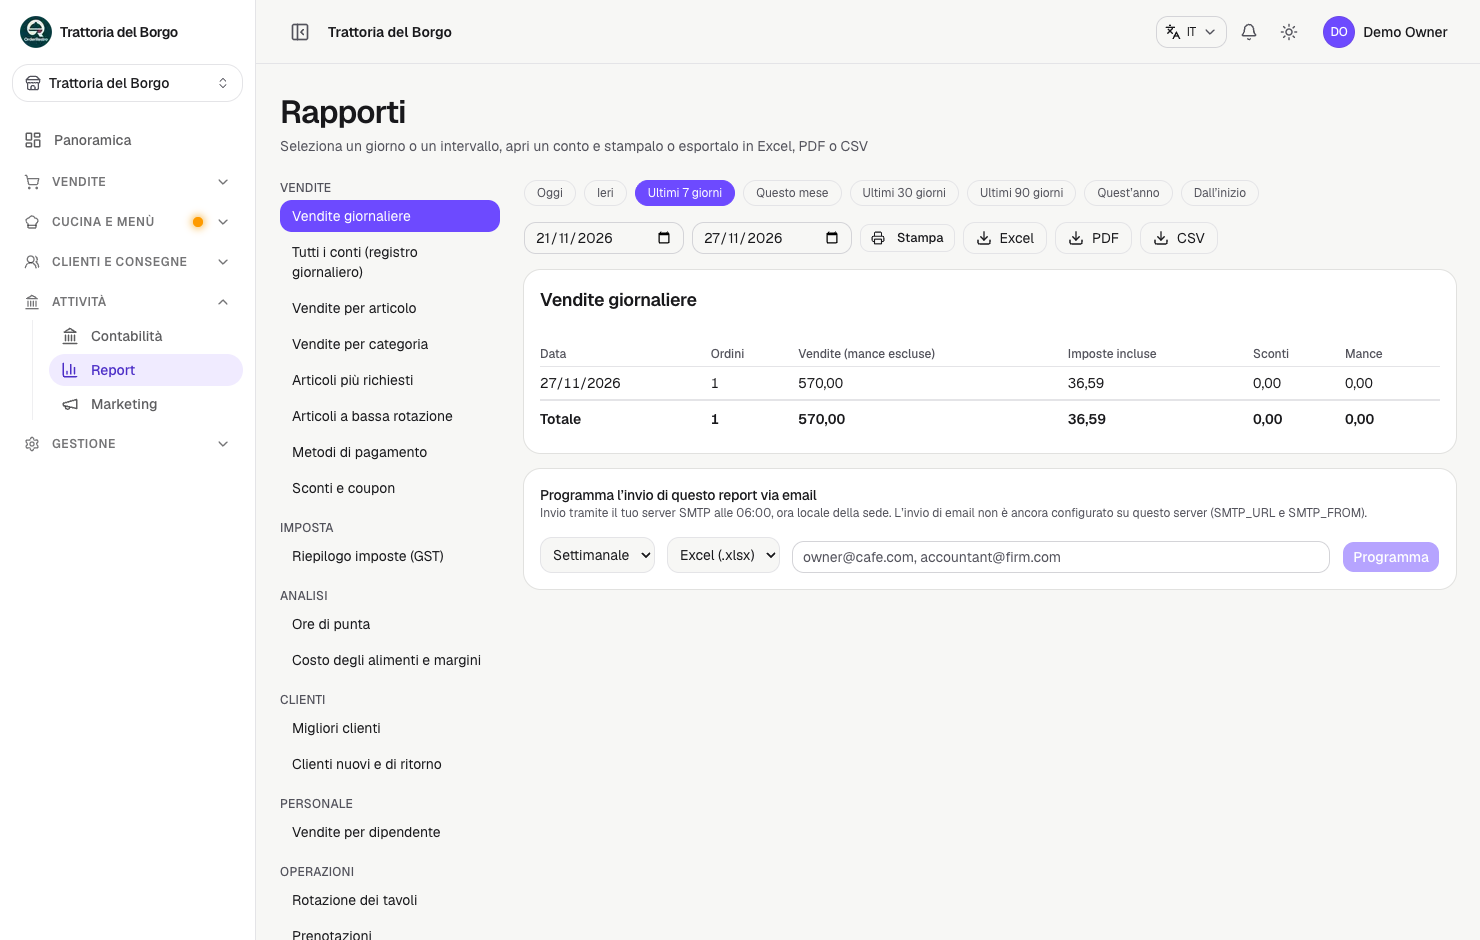 Trattoria del Borgo
Trattoria del Borgo
Panoramica
VENDITE
CUCINA E MENÙ
CLIENTI E CONSEGNE
ATTIVITÀ
Contabilità
Report
Marketing
GESTIONE
Trattoria del Borgo
IT
DO
Demo Owner
Rapporti
Seleziona un giorno o un intervallo, apri un conto e stampalo o esportalo in Excel, PDF o CSV
VENDITE
Vendite giornaliere
Tutti i conti (registro
giornaliero)
Vendite per articolo
Vendite per categoria
Articoli più richiesti
Articoli a bassa rotazione
Metodi di pagamento
Sconti e coupon
IMPOSTA
Riepilogo imposte (GST)
ANALISI
Ore di punta
Costo degli alimenti e margini
CLIENTI
Migliori clienti
Clienti nuovi e di ritorno
PERSONALE
Vendite per dipendente
OPERAZIONI
Rotazione dei tavoli
Prenotazioni
Oggi Ieri Ultimi 7 giorni Questo mese Ultimi 30 giorni Ultimi 90 giorni Quest'anno Dall'inizio
21/11/2026 27/11/2026 Stampa Excel PDF CSV
Vendite giornaliere
Data Ordini Vendite (mance escluse) Imposte incluse Sconti Mance
27/11/2026 1 570,00 36,59 0,00 0,00
Totale 1 570,00 36,59 0,00 0,00
Programma l'invio di questo report via email
Invio tramite il tuo server SMTP alle 06:00, ora locale della sede. L'invio di email non è ancora configurato su questo server (SMTP_URL e SMTP_FROM).
Settimanale Excel (.xlsx) owner@cafe.com, accountant@firm.com Programma